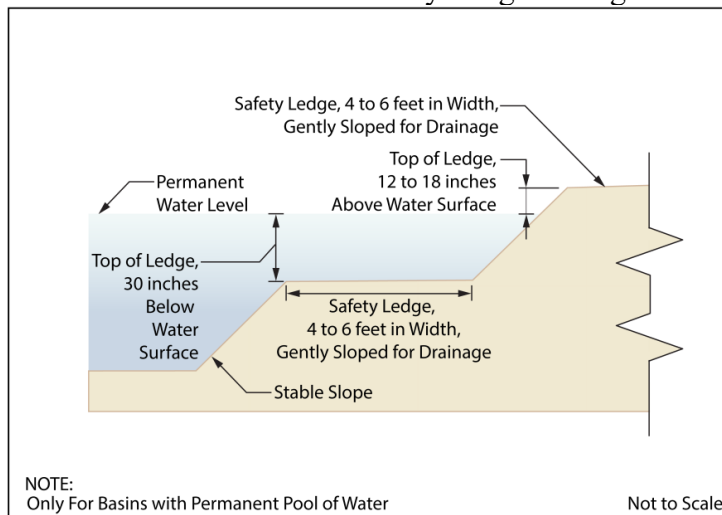 Safety Ledge, 4 to 6 feet in Width,
Gently Sloped for Drainage
Top of Ledge,
12 to 18 inches
Above Water Surface
Permanent
Water Level
Top of Ledge,
30 inches
Below
Water
Surface
Safety Ledge,
4 to 6 feet in Width,
Gently Sloped for Drainage
Stable Slope
NOTE:
Only For Basins with Permanent Pool of Water
Not to Scale